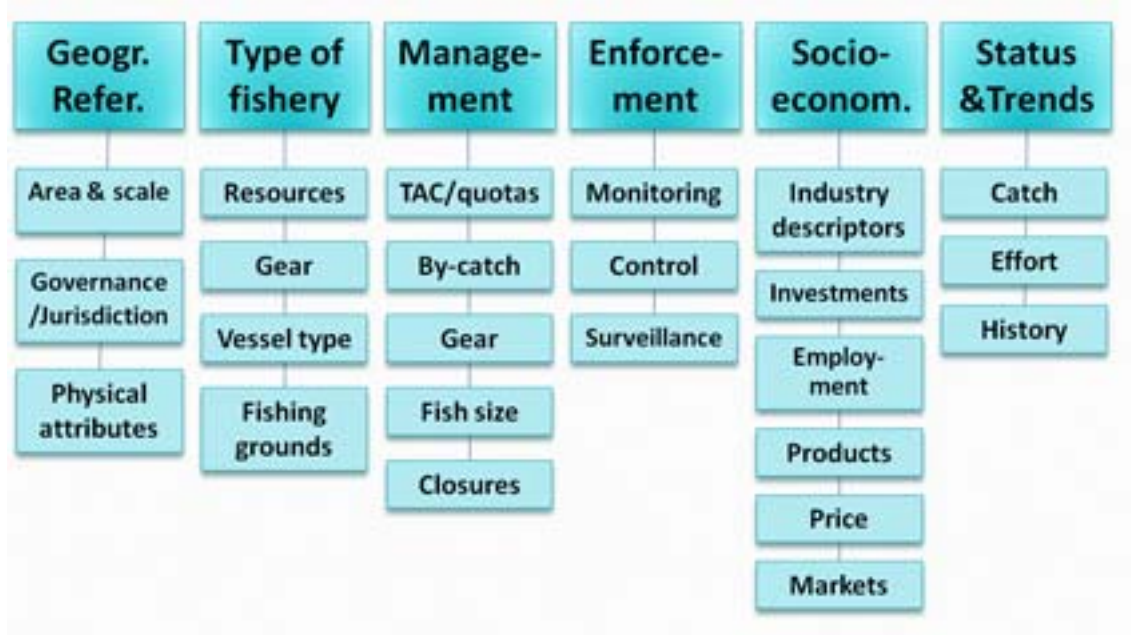 Geogr.
Refer.
Area & scale
Governance
/Jurisdiction
Physical
attributes
Type of
fishery
Resources
Gear
Vessel type
Fishing
grounds
Manage-
ment
TAC/quotas
By-catch
Gear
Fish size
Closures
Enforce-
ment
Monitoring
Control
Surveillance
Socio-
econom.
Industry
descriptors
Investments
Employ-
ment
Products
Price
Markets
Status
&Trends
Catch
Effort
History